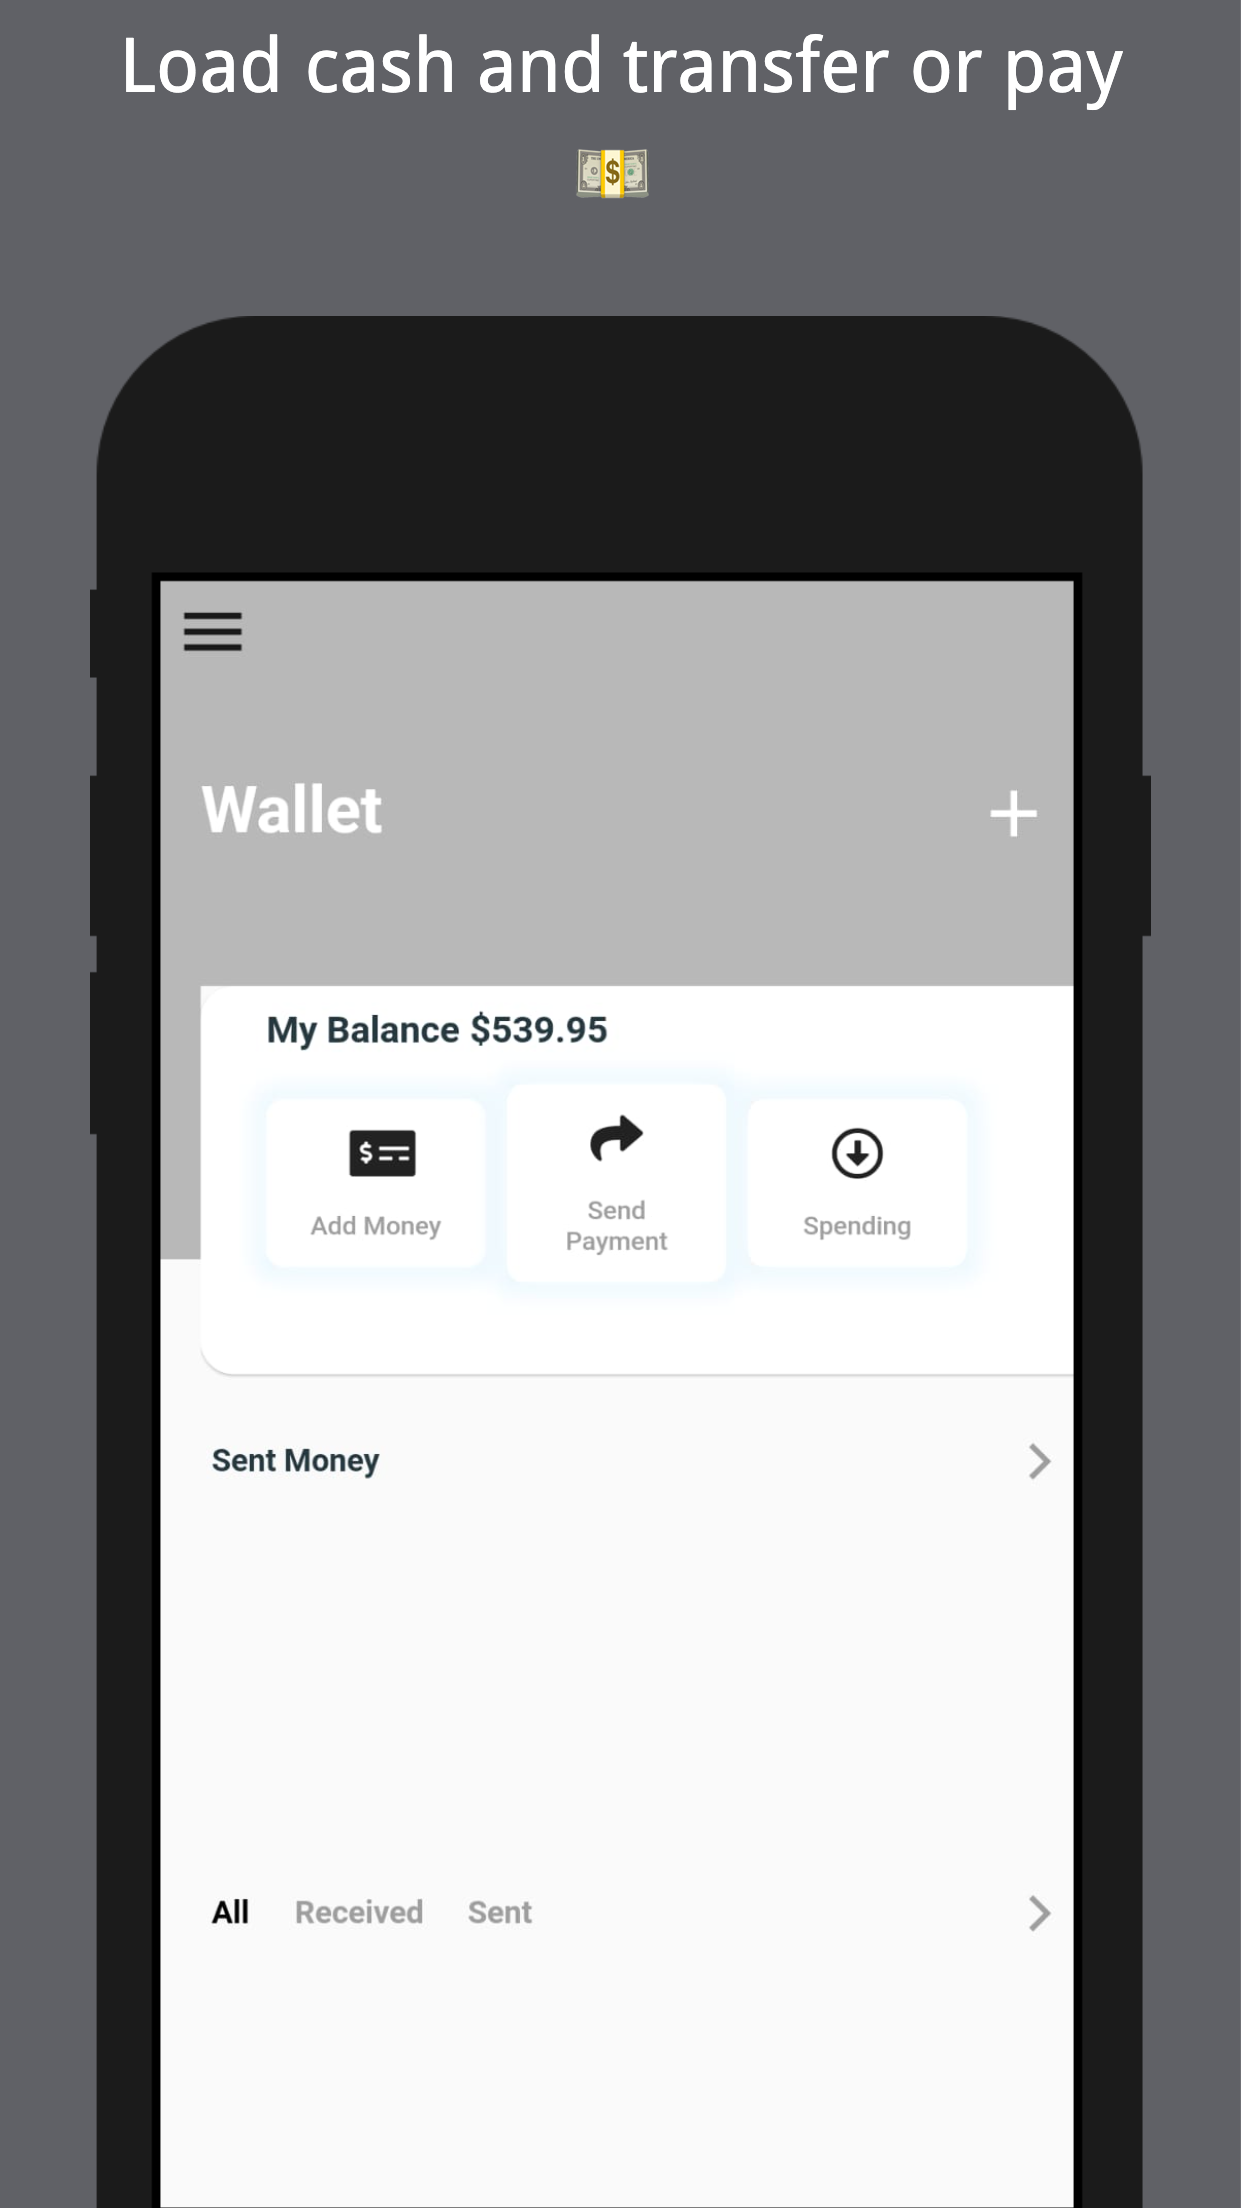 Load cash and transfer or pay
💵
Wallet
My Balance $539.95
Add Money
Send
Payment
Spending
Sent Money
All Received Sent